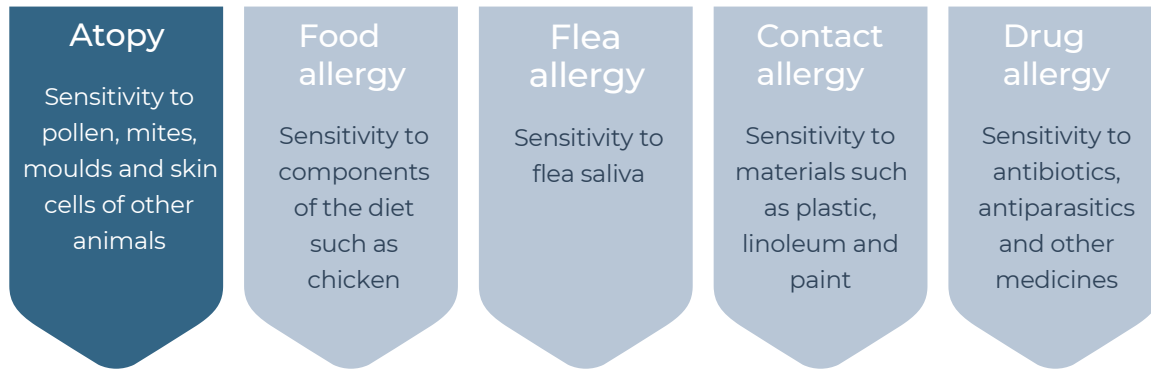 Atopy
Sensitivity to
pollen, mites,
moulds and skin
cells of other
animals
Food
allergy
Sensitivity to
components
of the diet
such as
chicken
Flea
allergy
Sensitivity to
flea saliva
Contact
allergy
Sensitivity to
materials such
as plastic,
linoleum and
paint
Drug
allergy
Sensitivity to
antibiotics,
antiparasitics
and other
medicines